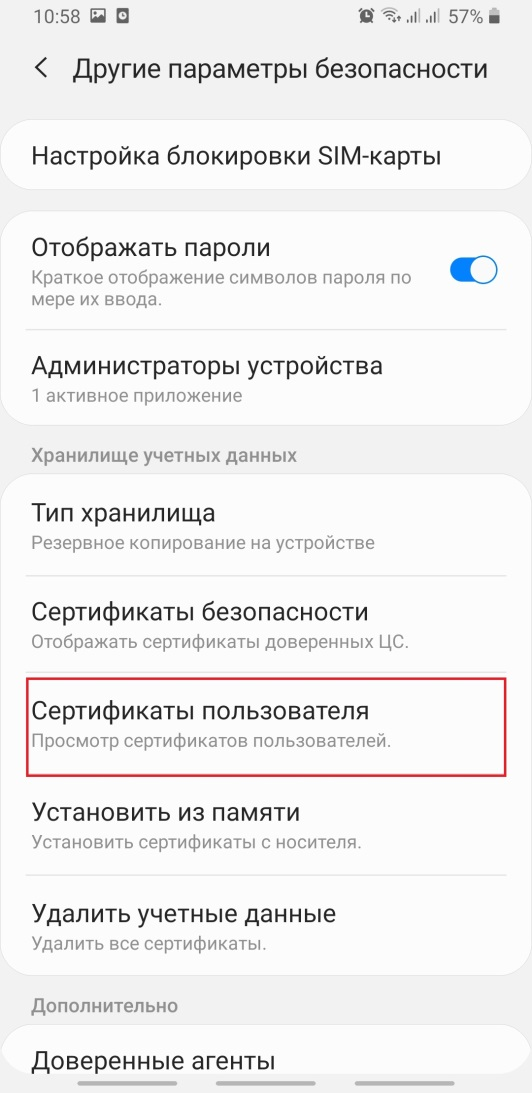 10:58 57%
Другие параметры безопасности
Настройка блокировки SIM-карты
Отображать пароли
Краткое отображение символов пароля по
мере их ввода.
Администраторы устройства
1 активное приложение
Хранилище учетных данных
Тип хранилища
Резервное копирование на устройстве
Сертификаты безопасности
Отображать сертификаты доверенных ЦС.
Сертификаты пользователя
Просмотр сертификатов пользователей.
Установить из памяти
Установить сертификаты с носителя.
Удалить учетные данные
Удалить все сертификаты.
Дополнительно
Доверенные агенты